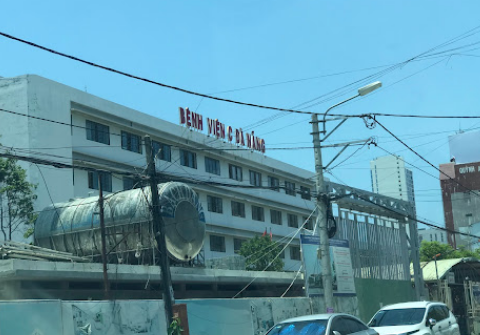 BỆNH VIỆN C ĐÀ NẴNG